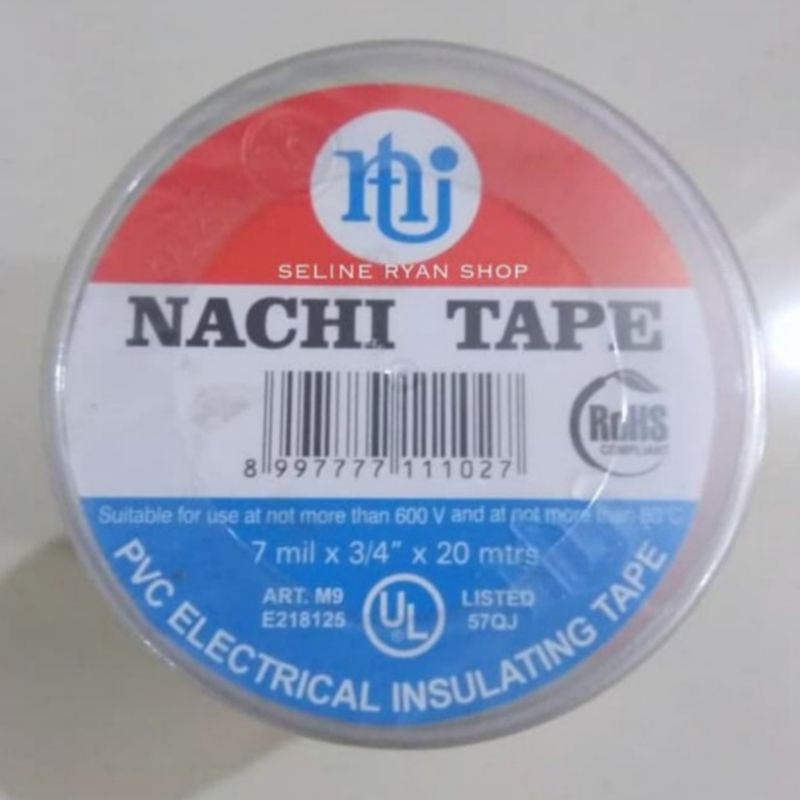 ntj
SELINE RYAN SHOP
NACHI TAPE
8 997777 111027
RoHS
COMPLIANT
Suitable for use at not more than 600 V and at not more than 80°C
7 mil x 3/4" x 20 mtrs
ART. M9
E218125
UL
®
LISTED
57QJ
PVC ELECTRICAL INSULATING TAPE